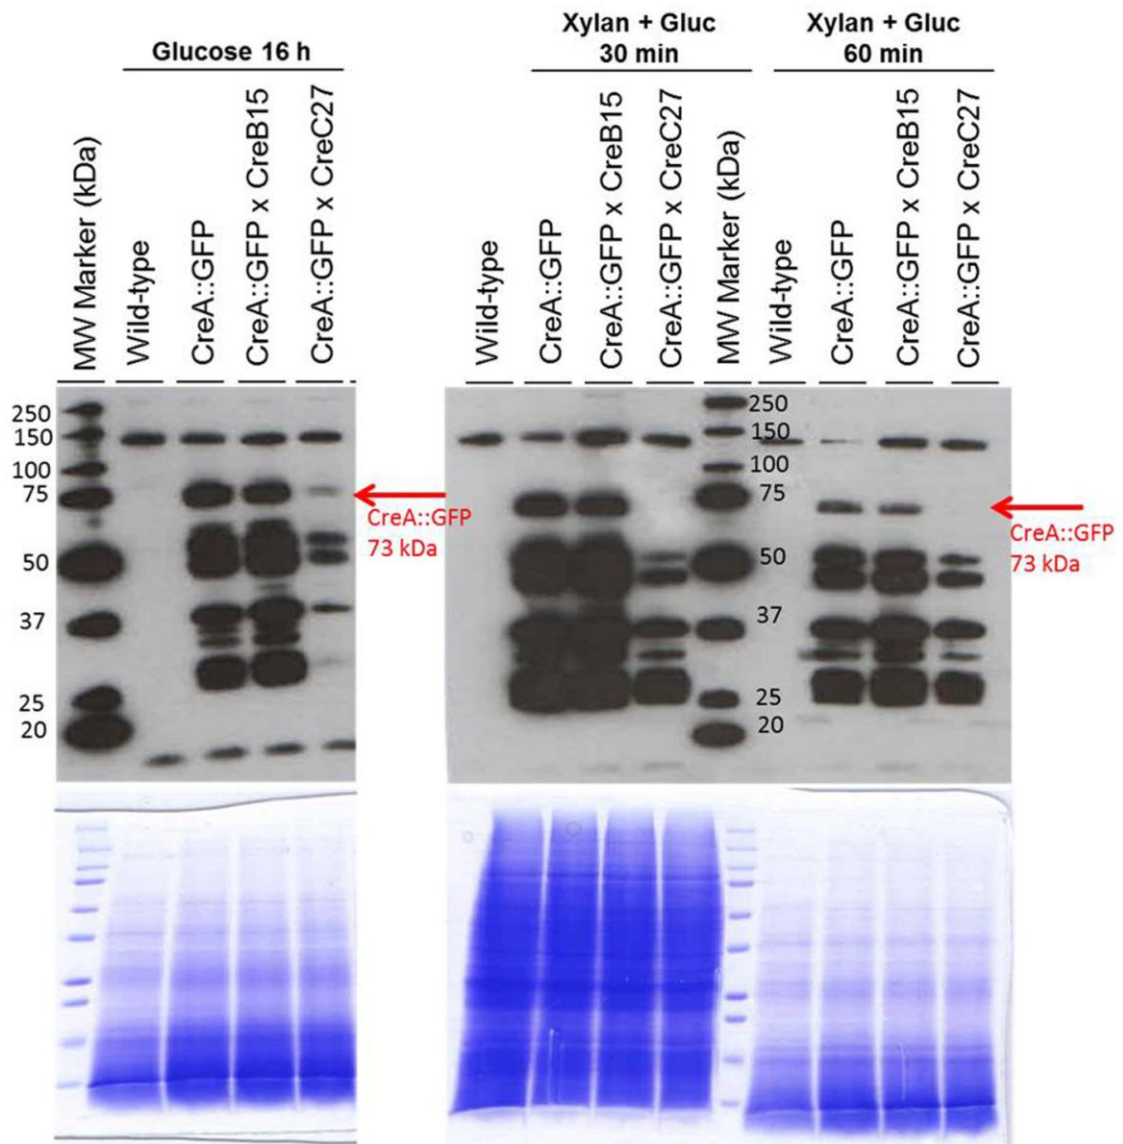 Glucose 16 h
Xylan + Gluc
30 min
Xylan + Gluc
60 min
MW Marker (kDa)
Wild-type
CreA::GFP
CreA::GFP x CreB15
CreA::GFP x CreC27
Wild-type
CreA::GFP
CreA::GFP x CreB15
CreA::GFP x CreC27
MW Marker (kDa)
Wild-type
CreA::GFP
CreA::GFP x CreB15
CreA::GFP x CreC27
250
150
100
75
50
37
25
20
CreA::GFP
73 kDa
250
150
100
75
50
37
25
20
CreA::GFP
73 kDa